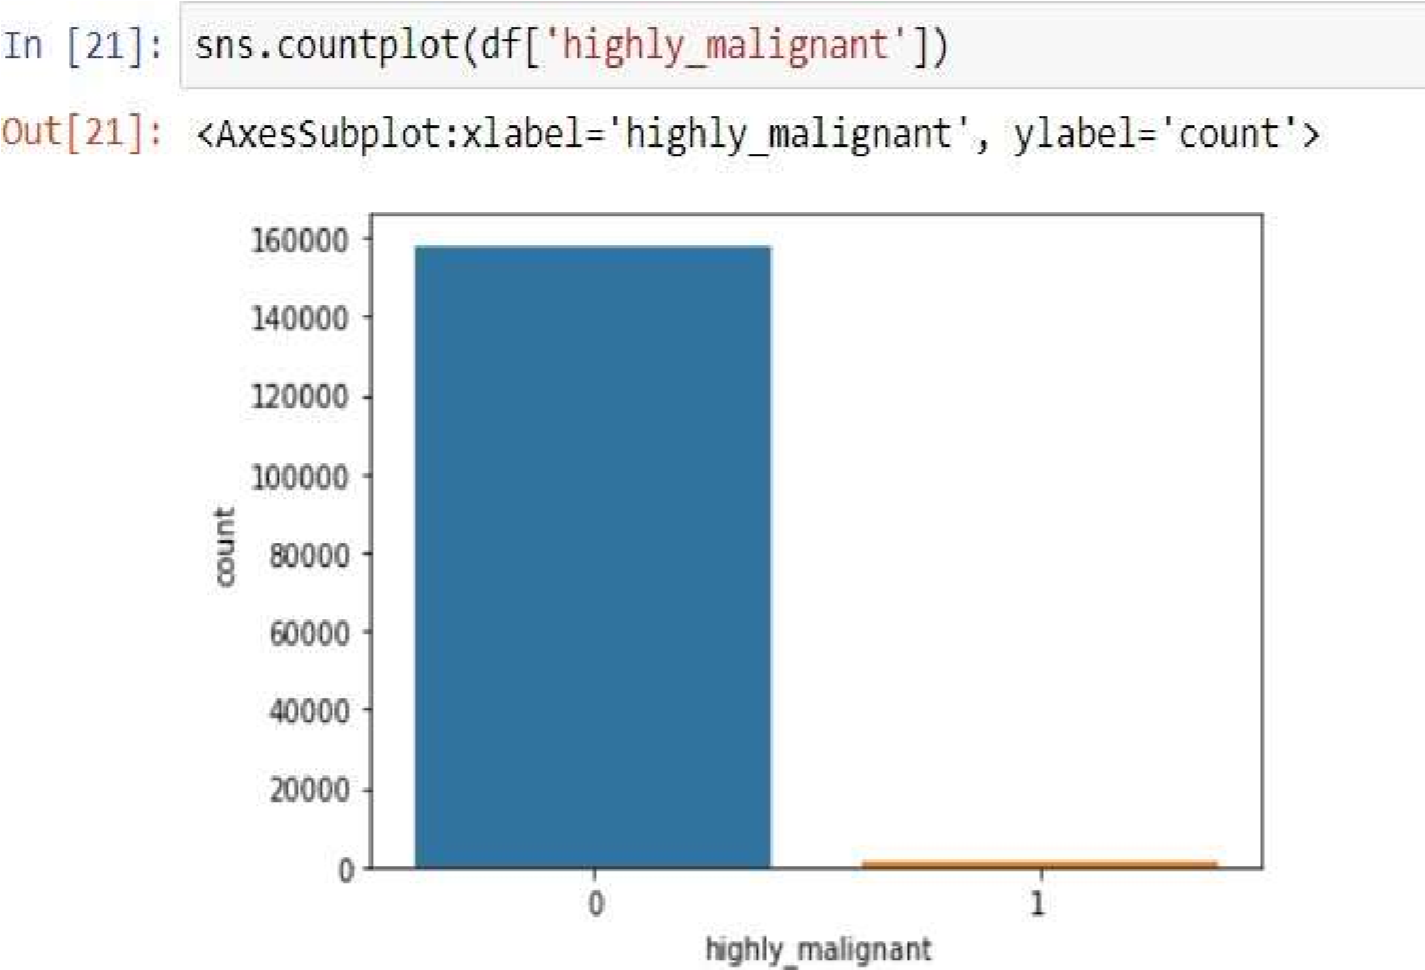 In [21]: sns.countplot(df['highly_malignant'])
Out[21]: <AxesSubplot:xlabel='highly_malignant', ylabel='count'>
160000
140000
120000
100000
80000
60000
40000
20000
0
count
0 1
highly_malignant